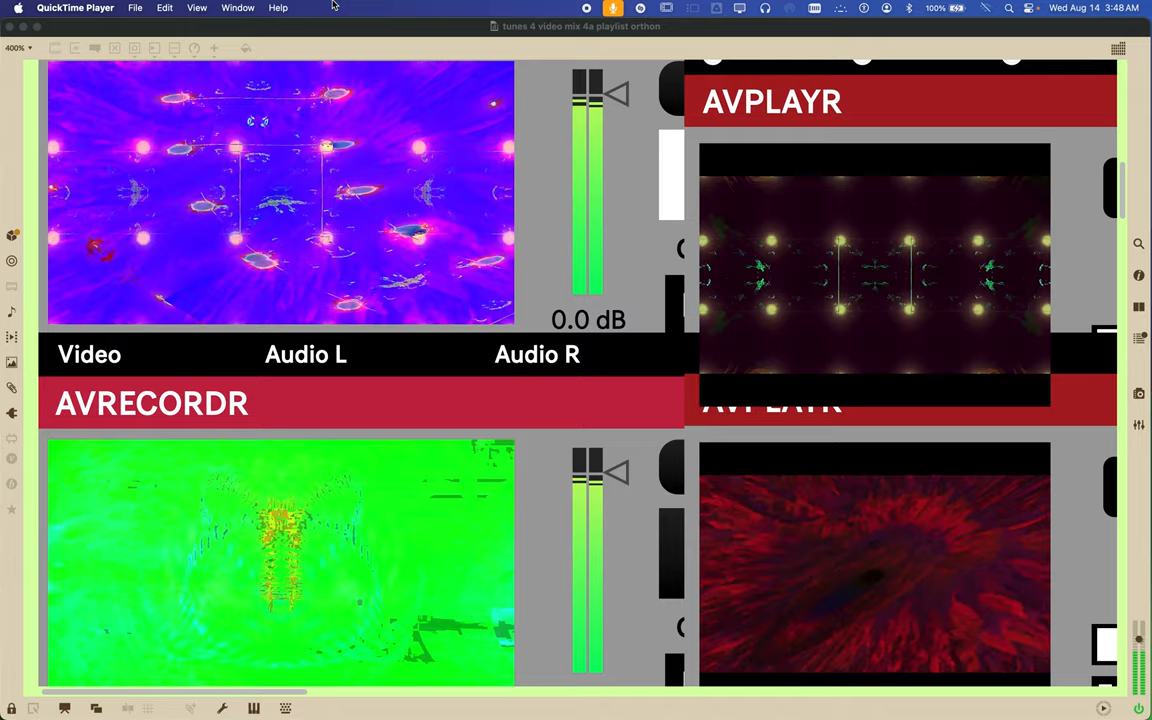 QuickTime Player File Edit View Window Help 100% Wed Aug 14 3:48 AM
tunes 4 video mix 4a playlist orthon
400%
AVPLAYR
0.0 dB
Video Audio L Audio R
AVRECORDR